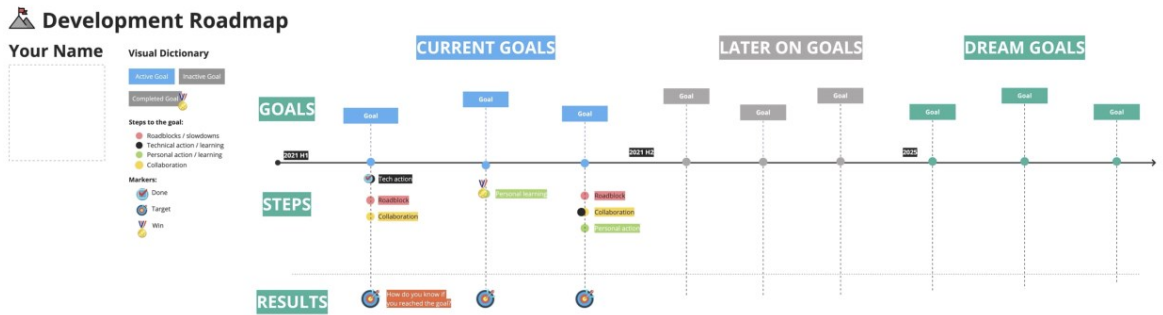 Development Roadmap
Your Name
Visual Dictionary
Active Goal
Inactive Goal
Completed Goal
Steps to the goal:
Roadblocks / slowdowns
Technical action / learning
Personal action / learning
Collaboration
Markers:
Done
Target
Win
CURRENT GOALS
LATER ON GOALS
DREAM GOALS
GOALS
Goal
Goal
Goal
Goal
Goal
Goal
Goal
Goal
Goal
2021 H1
2021 H2
2025
STEPS
Tech action
Roadblock
Collaboration
Personal learning
Roadblock
Collaboration
Personal action
RESULTS
How do you know if
you reached the goal?